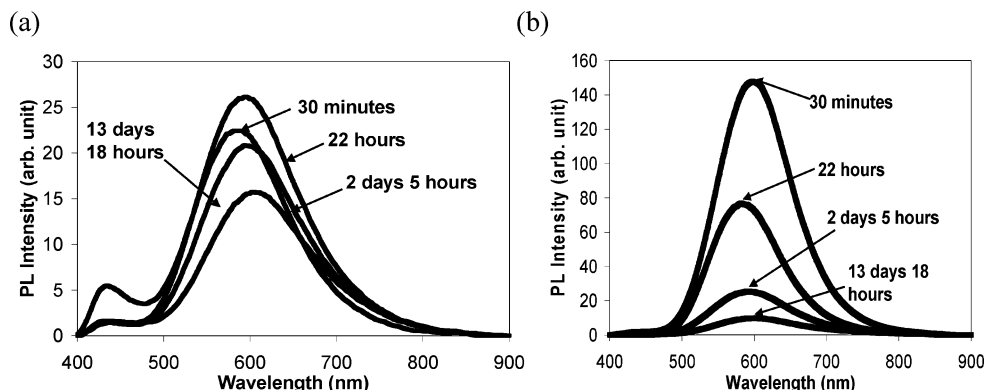 (a)
(b)
PL Intensity (arb. unit)
30
25
20
15
10
5
0
400
500
600
700
800
900
Wavelength (nm)
30 minutes
13 days
18 hours
22 hours
2 days 5 hours
PL Intensity (arb. unit)
160
140
120
100
80
60
40
20
0
400
500
600
700
800
900
Wavelength (nm)
30 minutes
22 hours
2 days 5 hours
13 days 18
hours